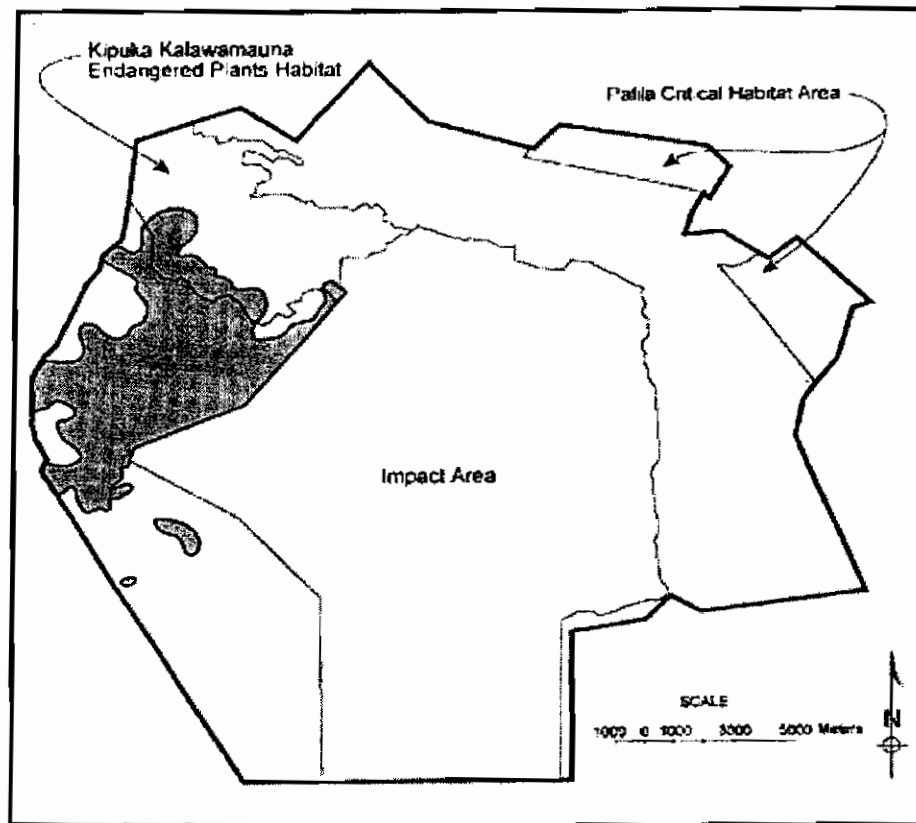 Kipuka Kalawamauna
Endangered Plants Habitat
Palila Critical Habitat Area
Impact Area
SCALE
1000 0 1000 3000 5000 Meters
N